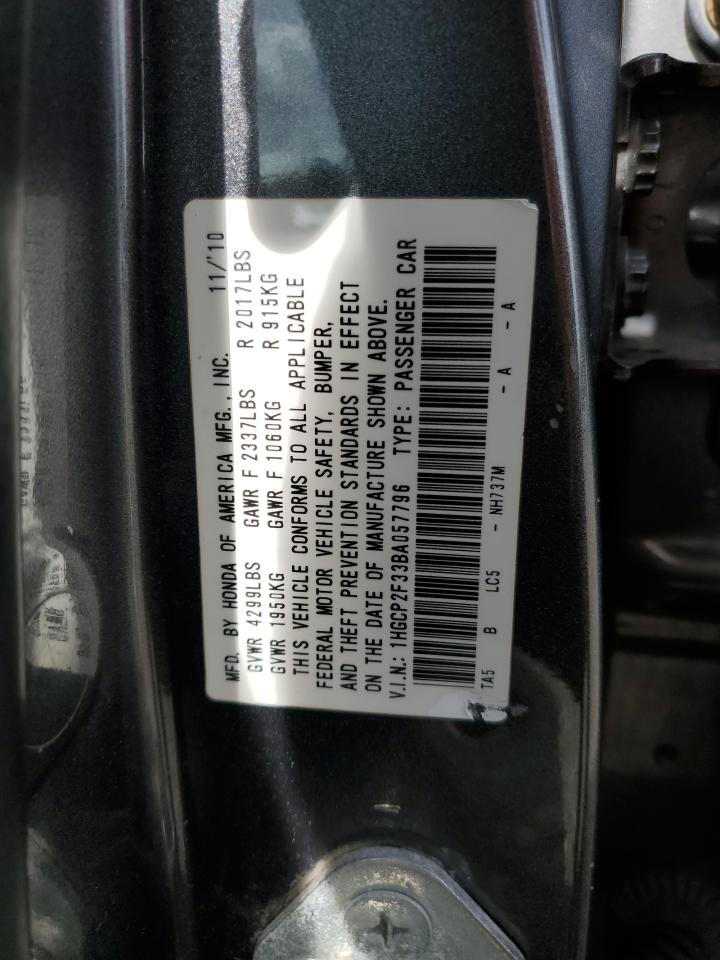 MFD. BY HONDA OF AMERICA MFG., INC. 11/'10
GVWR 4299LBS GAWR F 2337LBS R 2017LBS
GVWR 1950KG GAWR F 1060KG R 915KG
THIS VEHICLE CONFORMS TO ALL APPLICABLE
FEDERAL MOTOR VEHICLE SAFETY, BUMPER,
AND THEFT PREVENTION STANDARDS IN EFFECT
ON THE DATE OF MANUFACTURE SHOWN ABOVE.
V.I.N.: 1HGCP2F33BA057796 TYPE: PASSENGER CAR
TA5 B LC5 - NH737M - A - A